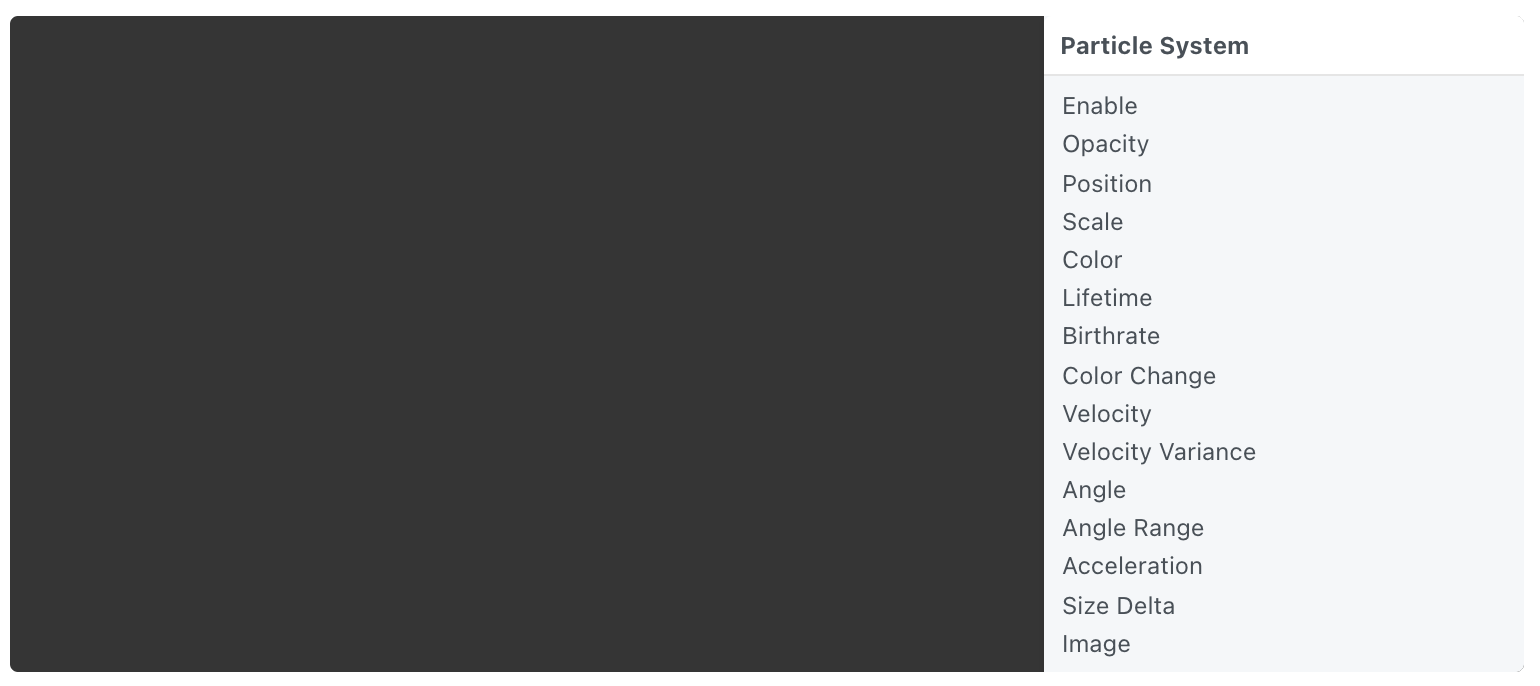 Particle System
Enable
Opacity
Position
Scale
Color
Lifetime
Birthrate
Color Change
Velocity
Velocity Variance
Angle
Angle Range
Acceleration
Size Delta
Image